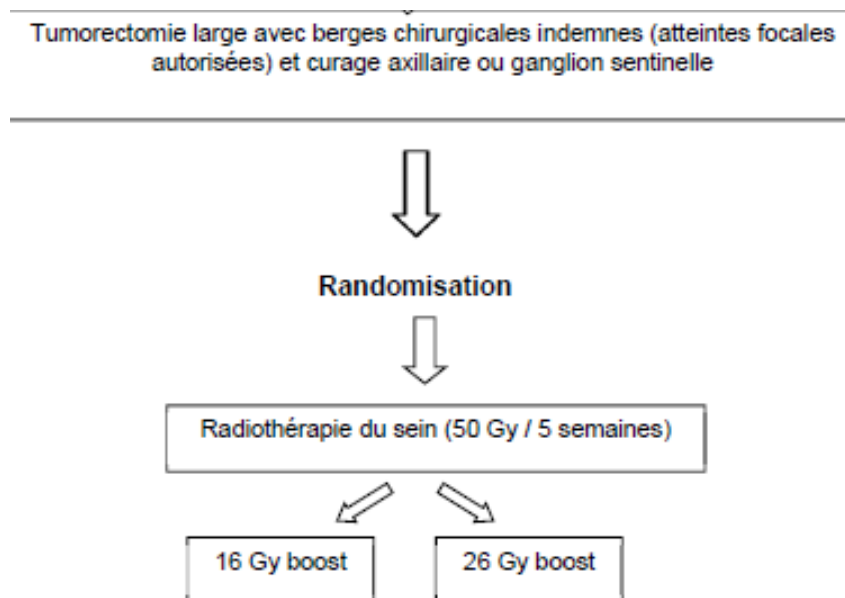 Tumorectomie large avec berges chirurgicales indemnes (atteintes focales
autorisées) et curage axillaire ou ganglion sentinelle
Randomisation
Radiothérapie du sein (50 Gy / 5 semaines)
16 Gy boost
26 Gy boost